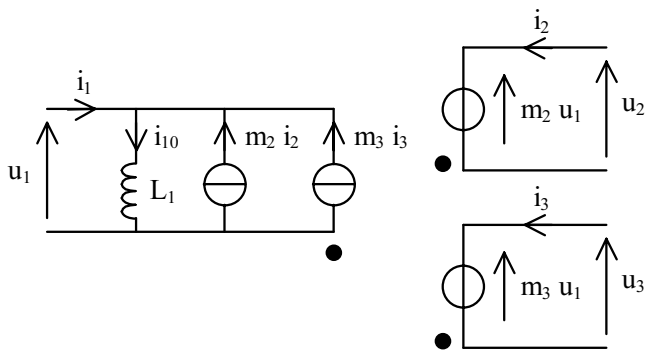 i₁
i₁₀
m₂ i₂
m₃ i₃
u₁
L₁
i₂
m₂ u₁
u₂
i₃
m₃ u₁
u₃